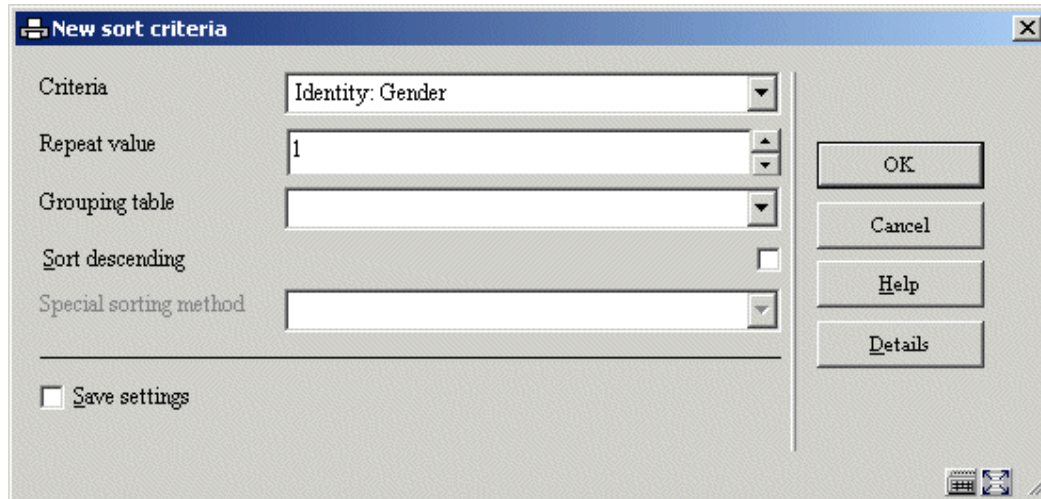 New sort criteria
Criteria
Identity: Gender
Repeat value
1
OK
Grouping table
Cancel
Sort descending
Help
Special sorting method
Details
Save settings